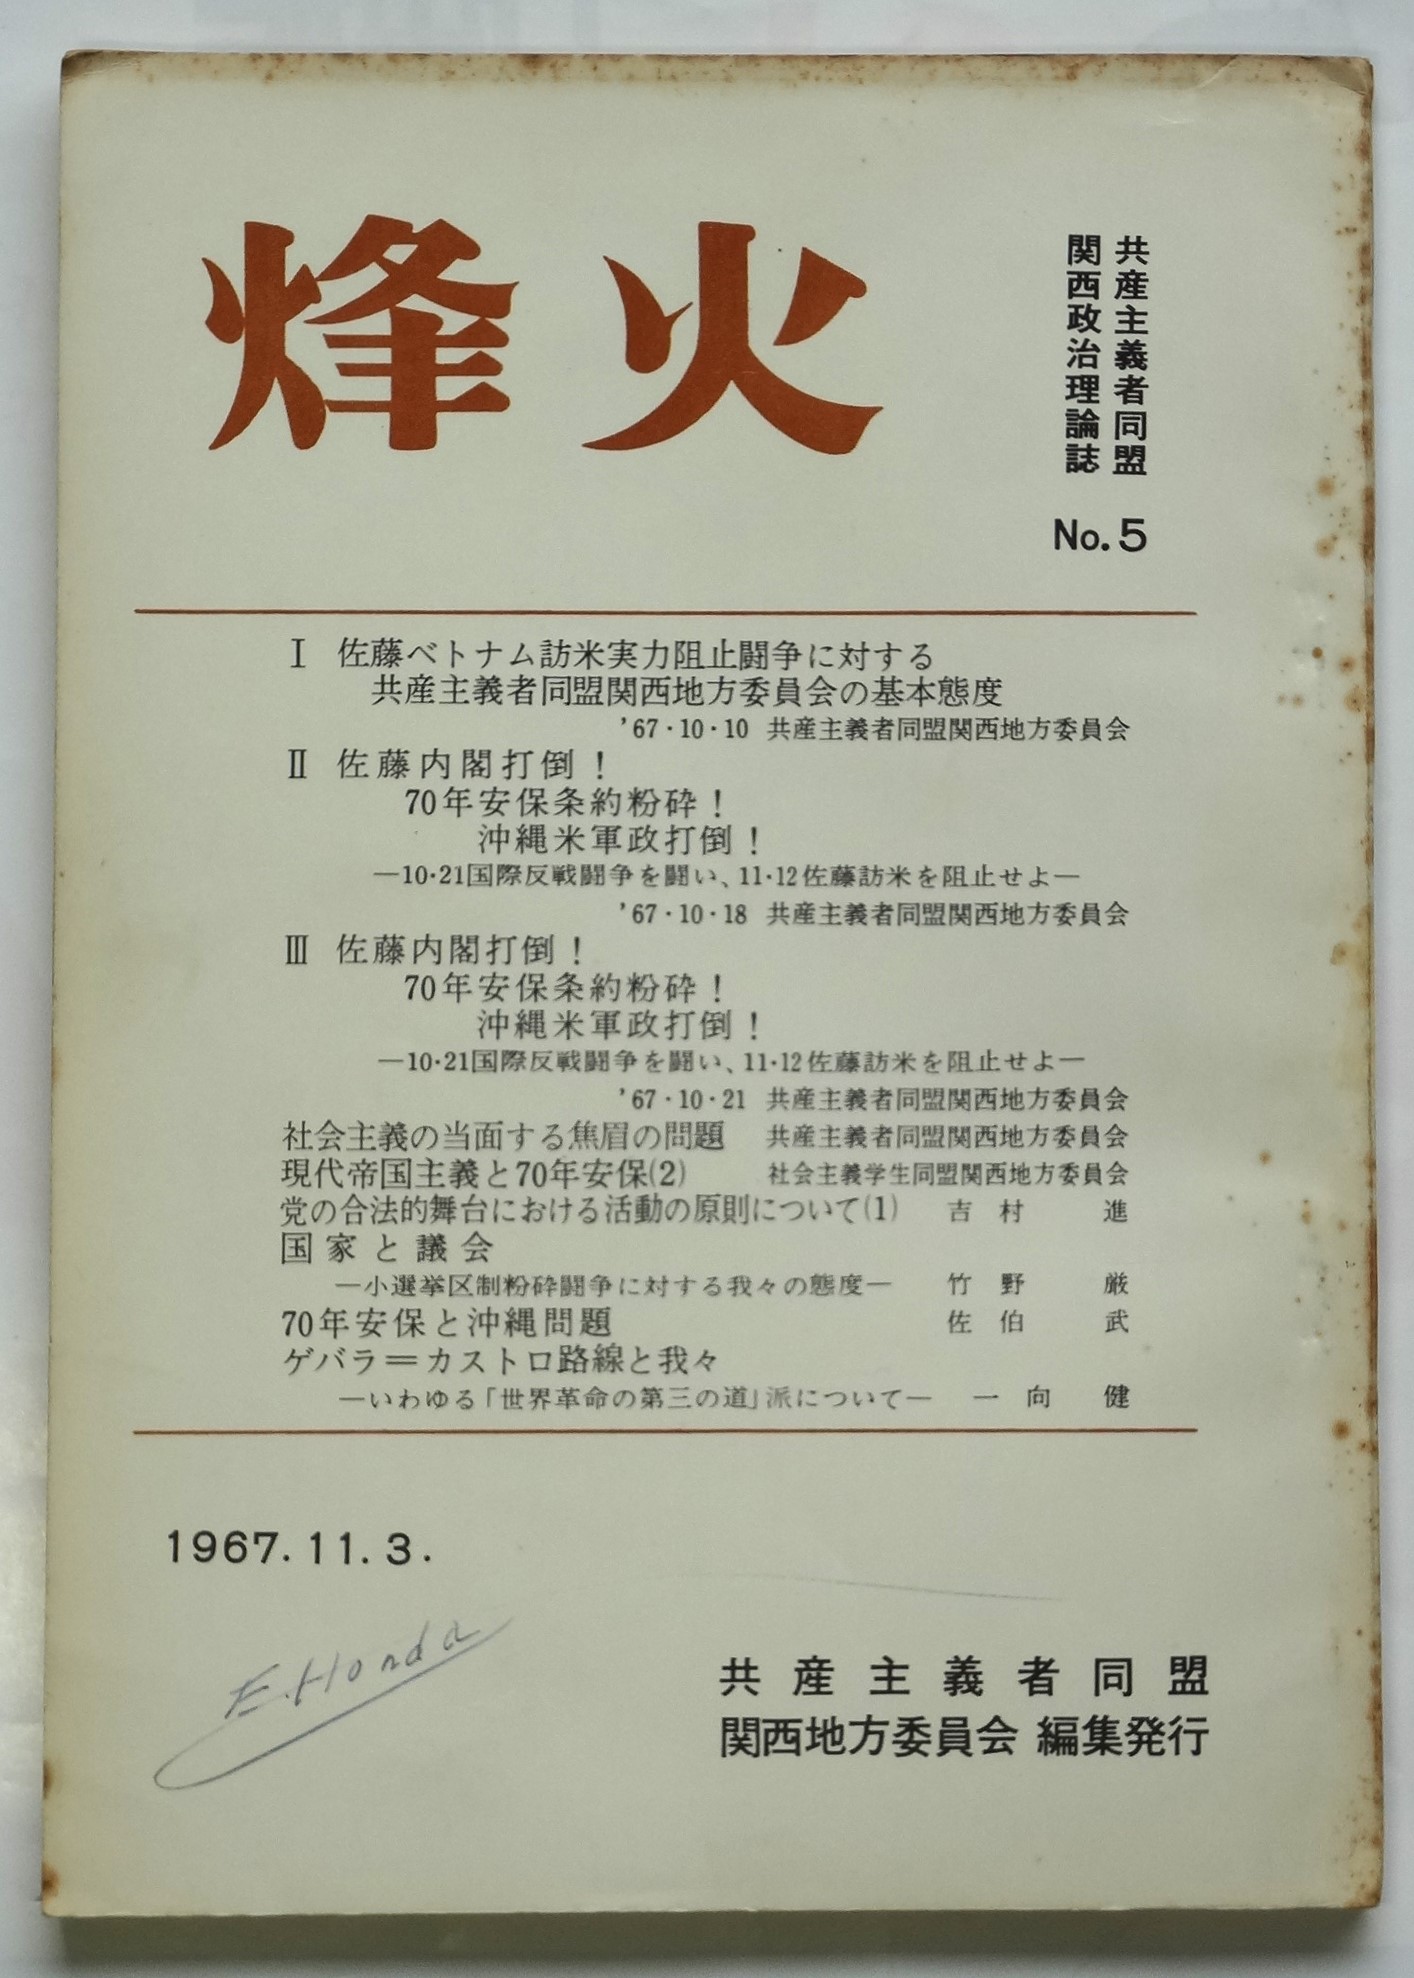 烽火
共産主義者同盟
関西政治理論誌
No.5
Ⅰ 佐藤ベトナム訪米実力阻止闘争に対する
共産主義者同盟関西地方委員会の基本態度
'67・10・10 共産主義者同盟関西地方委員会
Ⅱ 佐藤内閣打倒！
70年安保条約粉砕！
沖縄米軍政打倒！
―10・21国際反戦闘争を闘い、11・12佐藤訪米を阻止せよ―
'67・10・18 共産主義者同盟関西地方委員会
Ⅲ 佐藤内閣打倒！
70年安保条約粉砕！
沖縄米軍政打倒！
―10・21国際反戦闘争を闘い、11・12佐藤訪米を阻止せよ―
'67・10・21 共産主義者同盟関西地方委員会
社会主義の当面する焦眉の問題 共産主義者同盟関西地方委員会
現代帝国主義と70年安保(2) 社会主義学生同盟関西地方委員会
党の合法的舞台における活動の原則について(1) 吉村 進
国家と議会
―小選挙区制粉砕闘争に対する我々の態度― 竹野 厳
70年安保と沖縄問題 佐伯 武
ゲバラ＝カストロ路線と我々
―いわゆる「世界革命の第三の道」派について― 一向 健
1967.11.3.
E.Honda
共産主義者同盟
関西地方委員会 編集発行